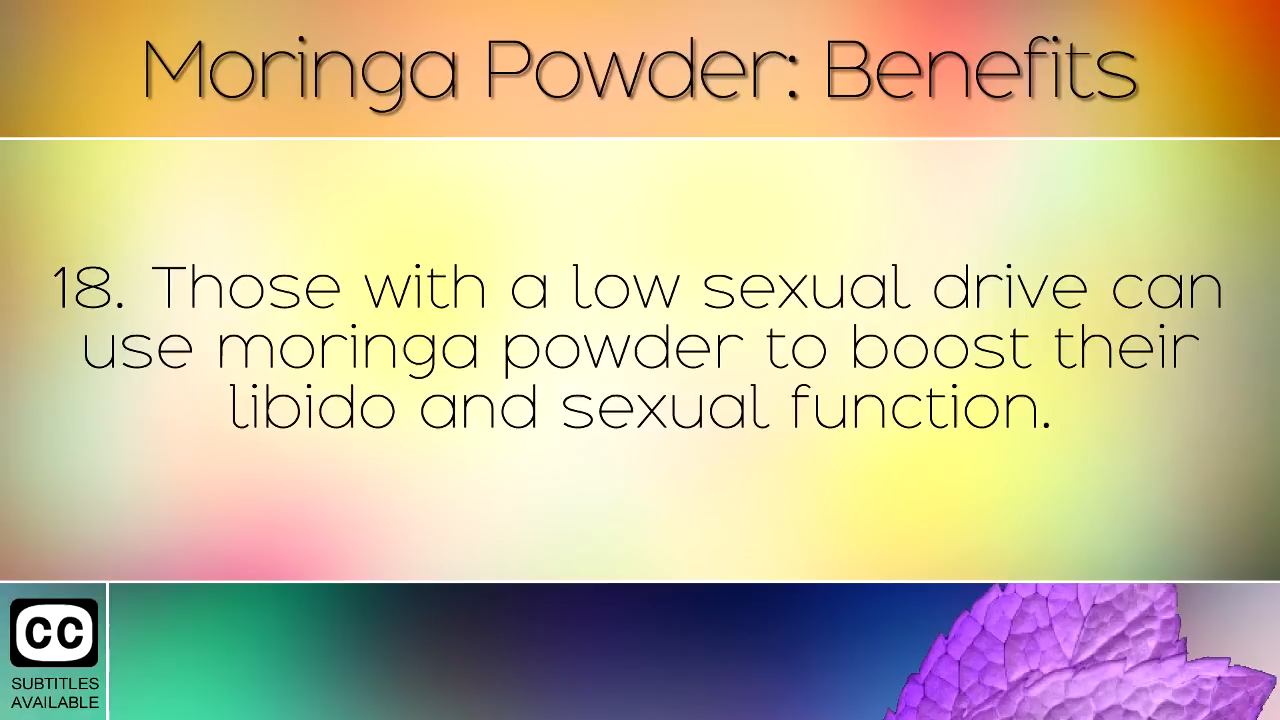 Moringa Powder: Benefits
18. Those with a low sexual drive can
use moringa powder to boost their
libido and sexual function.
CC
SUBTITLES
AVAILABLE